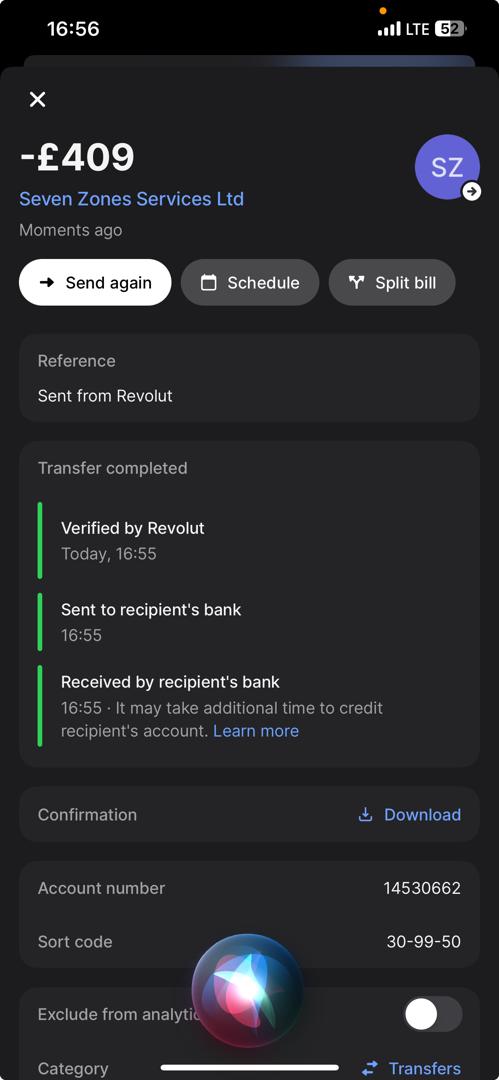 16:56
LTE 52
-£409
SZ
Seven Zones Services Ltd
Moments ago
Send again
Schedule
Split bill
Reference
Sent from Revolut
Transfer completed
Verified by Revolut
Today, 16:55
Sent to recipient's bank
16:55
Received by recipient's bank
16:55 · It may take additional time to credit
recipient's account. Learn more
Confirmation
Download
Account number
14530662
Sort code
30-99-50
Exclude from
Category
Transfers